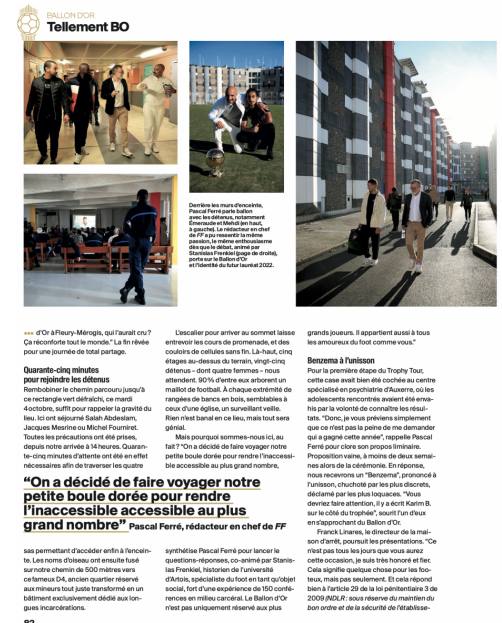 BALLON D'OR
Tellement BO
Derrière les murs d'enceinte,
Pascal Ferré parle ballon
avec les détenus, notamment
Émeraude et Mehdi (en haut,
à gauche). Le rédacteur en chef
de FF a pu ressentir la même
passion, le même enthousiasme
dès que le débat, animé par
Stanislas Frenkiel (page de droite),
porte sur le Ballon d'Or
et l'identité du futur lauréat 2022.
••• d'Or à Fleury-Mérogis, qui l'aurait cru ?
Ça réconforte tout le monde." La fin rêvée
pour une journée de total partage.
Quarante-cinq minutes
pour rejoindre les détenus
Rembobiner le chemin parcouru jusqu'à
ce rectangle vert défraîchi, ce mardi
4 octobre, suffit pour rappeler la gravité du
lieu. Ici ont séjourné Salah Abdeslam,
Jacques Mesrine ou Michel Fourniret.
Toutes les précautions ont été prises,
depuis notre arrivée à 14 heures. Quaran-
te-cinq minutes d'attente ont été en effet
nécessaires afin de traverser les quatre
L'escalier pour arriver au sommet laisse
entrevoir les cours de promenade, et des
couloirs de cellules sans fin. Là-haut, cinq
étages au-dessus du terrain, vingt-cinq
détenus – dont quatre femmes – nous
attendent. 90 % d'entre eux arborent un
maillot de football. À chaque extrémité de
rangées de bancs en bois, semblables à
ceux d'une église, un surveillant veille.
Rien n'est banal en ce lieu, mais tout sera
génial.
Mais pourquoi sommes-nous ici, au
fait ? "On a décidé de faire voyager notre
petite boule dorée pour rendre l'inaccessi-
ble accessible au plus grand nombre,
"On a décidé de faire voyager notre
petite boule dorée pour rendre
l'inaccessible accessible au plus
grand nombre" Pascal Ferré, rédacteur en chef de FF
sas permettant d'accéder enfin à l'encein-
te. Les noms d'oiseau ont ensuite fusé
sur notre chemin de 500 mètres vers
ce fameux D4, ancien quartier réservé
aux mineurs tout juste transformé en un
bâtiment exclusivement dédié aux lon-
gues incarcérations.
synthétise Pascal Ferré pour lancer le
questions-réponses, co-animé par Stanis-
las Frenkiel, historien de l'université
d'Artois, spécialiste du foot en tant qu'objet
social, fort d'une expérience de 150 confé-
rences en milieu carcéral. Le Ballon d'Or
n'est pas uniquement réservé aux plus
grands joueurs. Il appartient aussi à tous
les amoureux du foot comme vous."
Benzema à l'unisson
Pour la première étape du Trophy Tour,
cette case avait bien été cochée au centre
spécialisé en psychiatrie d'Auxerre, où les
adolescents rencontrés avaient été enva-
his par la volonté de connaître les résul-
tats. "Donc, je vous préviens simplement
que ce n'est pas la peine de me demander
qui a gagné cette année", rappelle Pascal
Ferré pour clore son propos liminaire.
Proposition vaine, à moins de deux semai-
nes alors de la cérémonie. En réponse,
nous recevrons un "Benzema", prononcé à
l'unisson, chuchoté par les plus discrets,
déclamé par les plus loquaces. "Vous
devriez faire attention, il y a écrit Karim B.
sur le côté du trophée", sourit l'un d'eux
en s'approchant du Ballon d'Or.
Franck Linares, le directeur de la mai-
son d'arrêt, poursuit les présentations. "Ce
n'est pas tous les jours que vous aurez
cette occasion, je suis très honoré et fier.
Cela signifie quelque chose pour les foo-
teux, mais pas seulement. Et cela répond
bien à l'article 29 de la loi pénitentiaire de
2009 (NDLR : sous réserve du maintien du
bon ordre et de la sécurité de l'établisse-
82